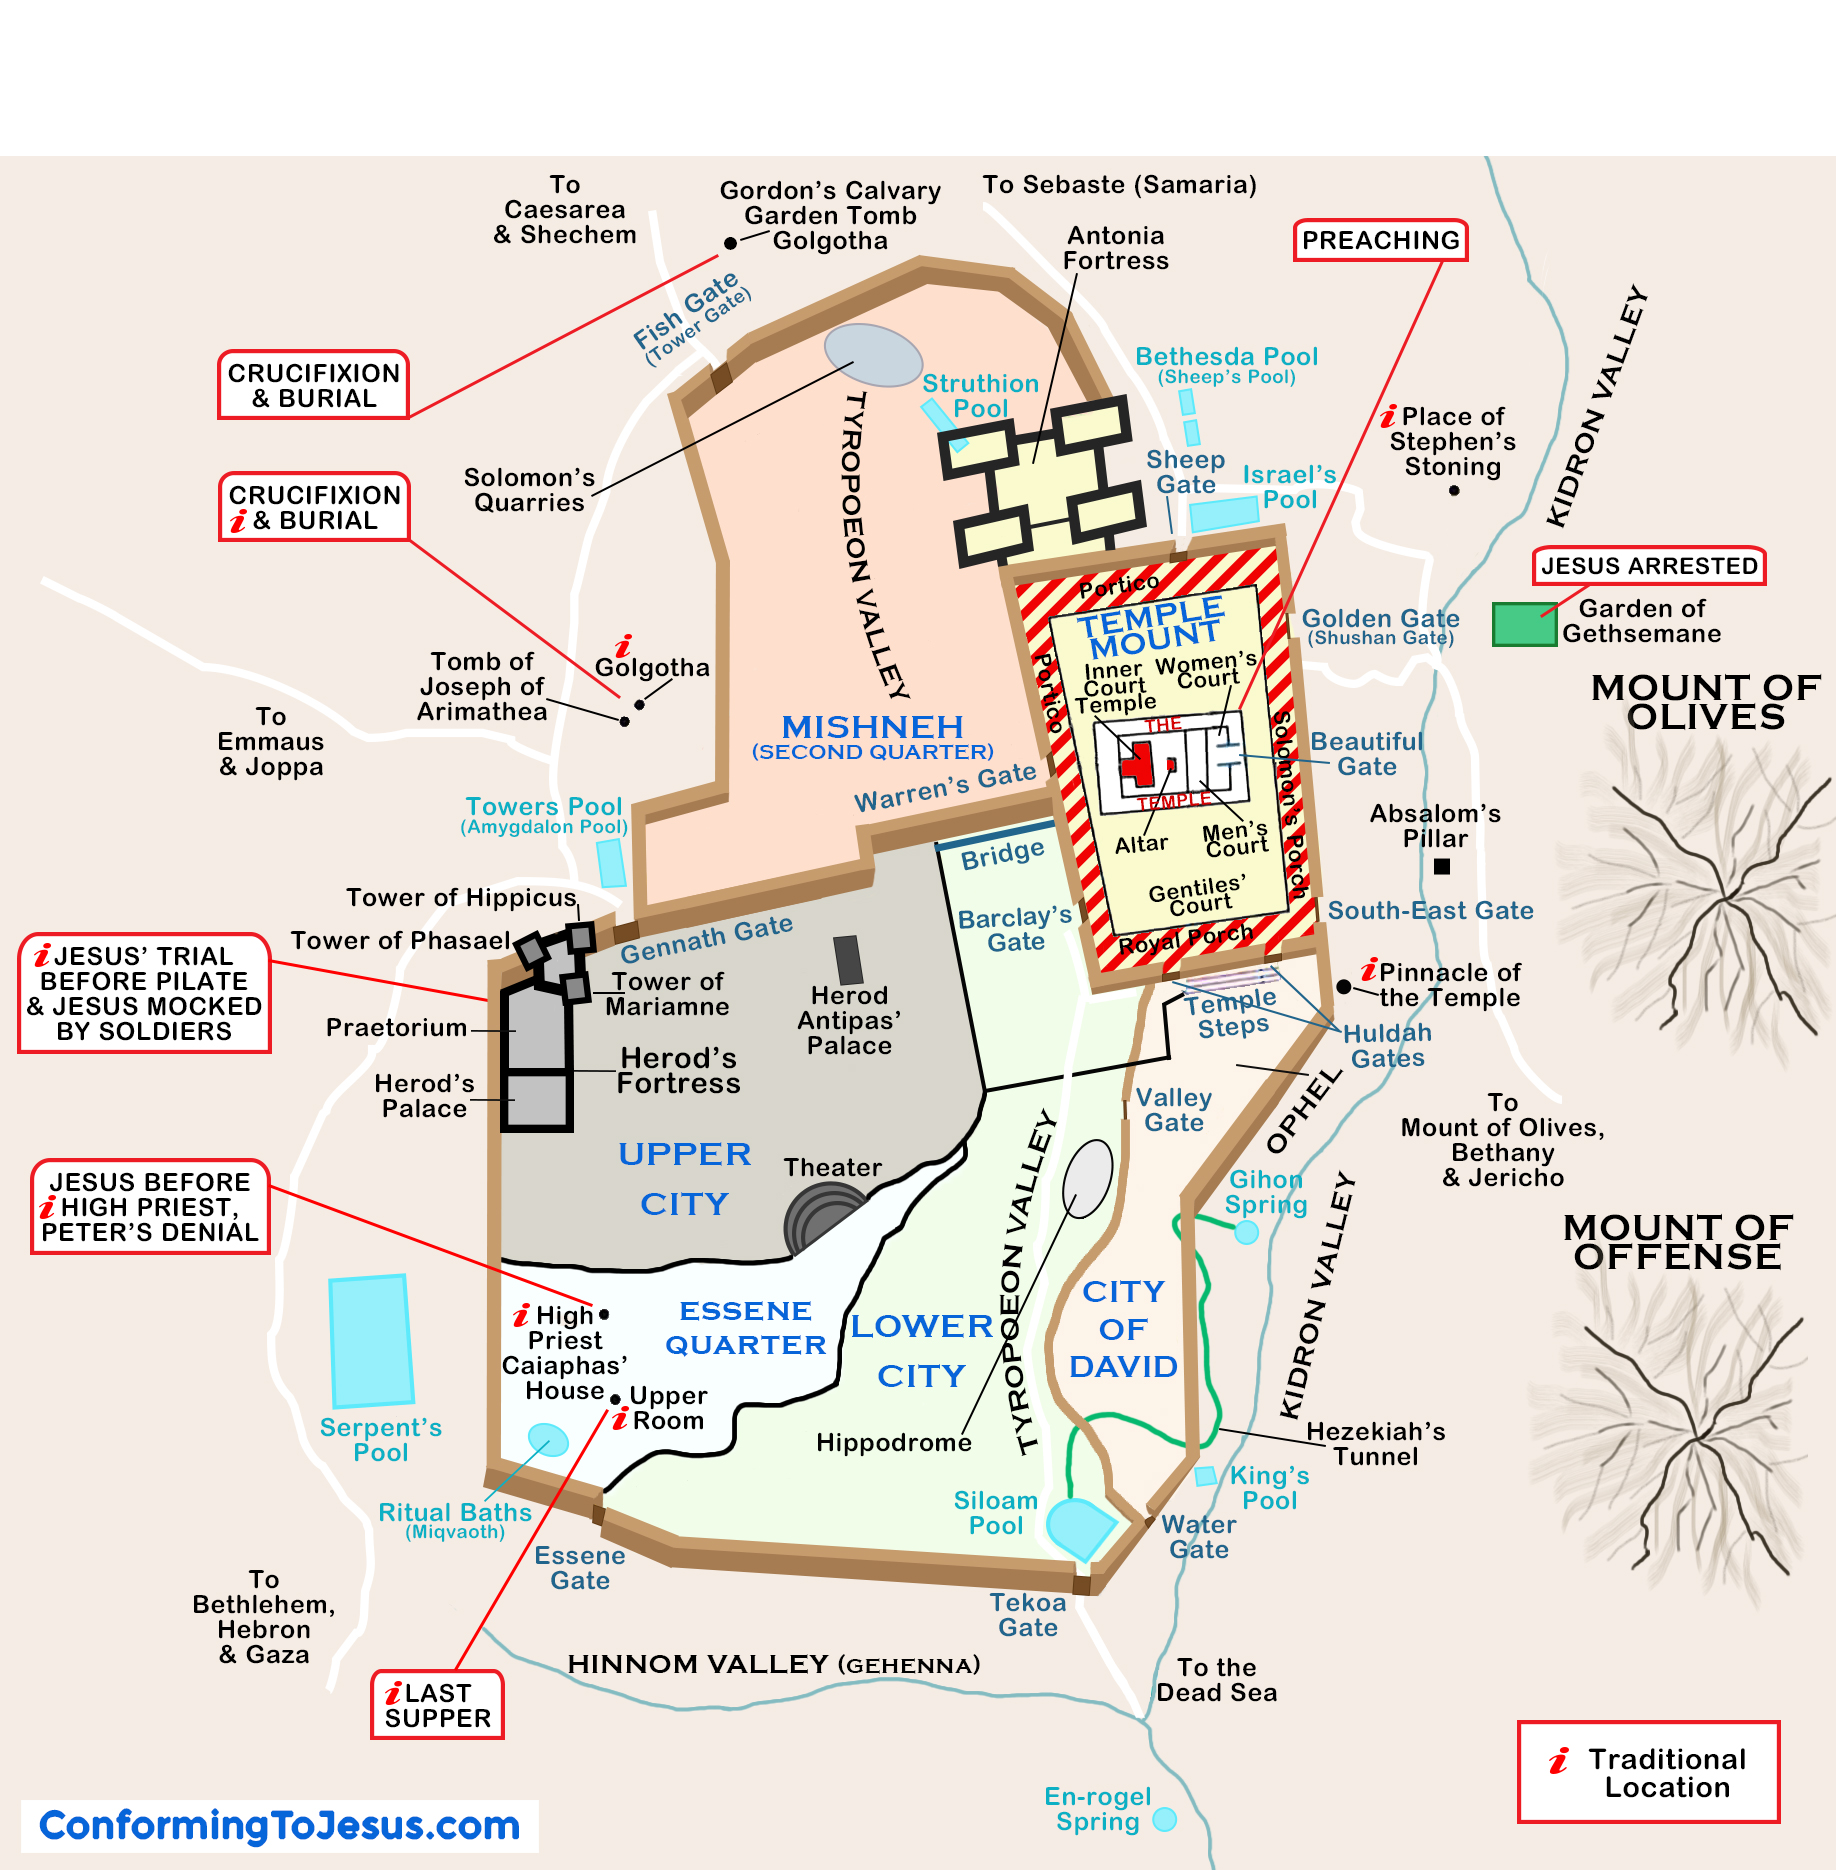 To
Caesarea
& Shechem
Gordon's Calvary
Garden Tomb
Golgotha
To Sebaste (Samaria)
Antonia
Fortress
PREACHING
Fish Gate
(Tower Gate)
KIDRON VALLEY
CRUCIFIXION
& BURIAL
Bethesda Pool
(Sheep's Pool)
Struthion
Pool
TYROPOEON VALLEY
i Place of
Stephen's
Stoning
Solomon's
Quarries
Sheep
Gate
Israel's
Pool
CRUCIFIXION
i & BURIAL
JESUS ARRESTED
Garden of
Gethsemane
Portico
TEMPLE
MOUNT
Golden Gate
(Shushan Gate)
i
Golgotha
Tomb of
Joseph of
Arimathea
Portico
Inner
Court
Temple
Women's
Court
MOUNT OF
OLIVES
To
Emmaus
& Joppa
MISHNEH
(SECOND QUARTER)
THE
TEMPLE
Solomon's Porch
Beautiful
Gate
Warren's Gate
Towers Pool
(Amygdalon Pool)
Altar
Men's
Court
Absalom's
Pillar
Bridge
Gentiles'
Court
Tower of Hippicus
Tower of Phasael
Gennath Gate
Barclay's
Gate
Royal Porch
South-East Gate
i JESUS' TRIAL
BEFORE PILATE
& JESUS MOCKED
BY SOLDIERS
Tower of
Mariamne
Herod
Antipas'
Palace
Temple
Steps
i Pinnacle of
the Temple
Praetorium
Herod's
Fortress
Huldah
Gates
Herod's
Palace
Valley
Gate
OPHEL
To
Mount of Olives,
Bethany
& Jericho
UPPER
CITY
Theater
TYROPOEON VALLEY
Gihon
Spring
KIDRON VALLEY
JESUS BEFORE
i HIGH PRIEST,
PETER'S DENIAL
MOUNT OF
OFFENSE
i High
Priest
Caiaphas'
House
ESSENE
QUARTER
LOWER
CITY
CITY
OF
DAVID
Upper
i Room
Serpent's
Pool
Hippodrome
Hezekiah's
Tunnel
Ritual Baths
(Miqvaoth)
Siloam
Pool
King's
Pool
Water
Gate
Essene
Gate
Tekoa
Gate
To
Bethlehem,
Hebron
& Gaza
HINNOM VALLEY (GEHENNA)
To the
Dead Sea
i LAST
SUPPER
i Traditional
Location
En-rogel
Spring
ConformingToJesus.com